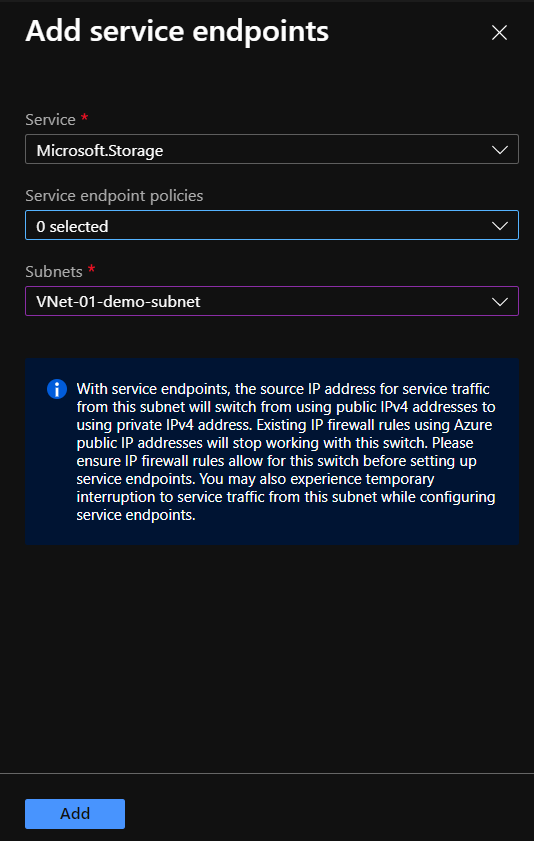 Add service endpoints
Service *
Microsoft.Storage
Service endpoint policies
0 selected
Subnets *
VNet-01-demo-subnet
With service endpoints, the source IP address for service traffic
from this subnet will switch from using public IPv4 addresses to
using private IPv4 address. Existing IP firewall rules using Azure
public IP addresses will stop working with this switch. Please
ensure IP firewall rules allow for this switch before setting up
service endpoints. You may also experience temporary
interruption to service traffic from this subnet while configuring
service endpoints.
Add